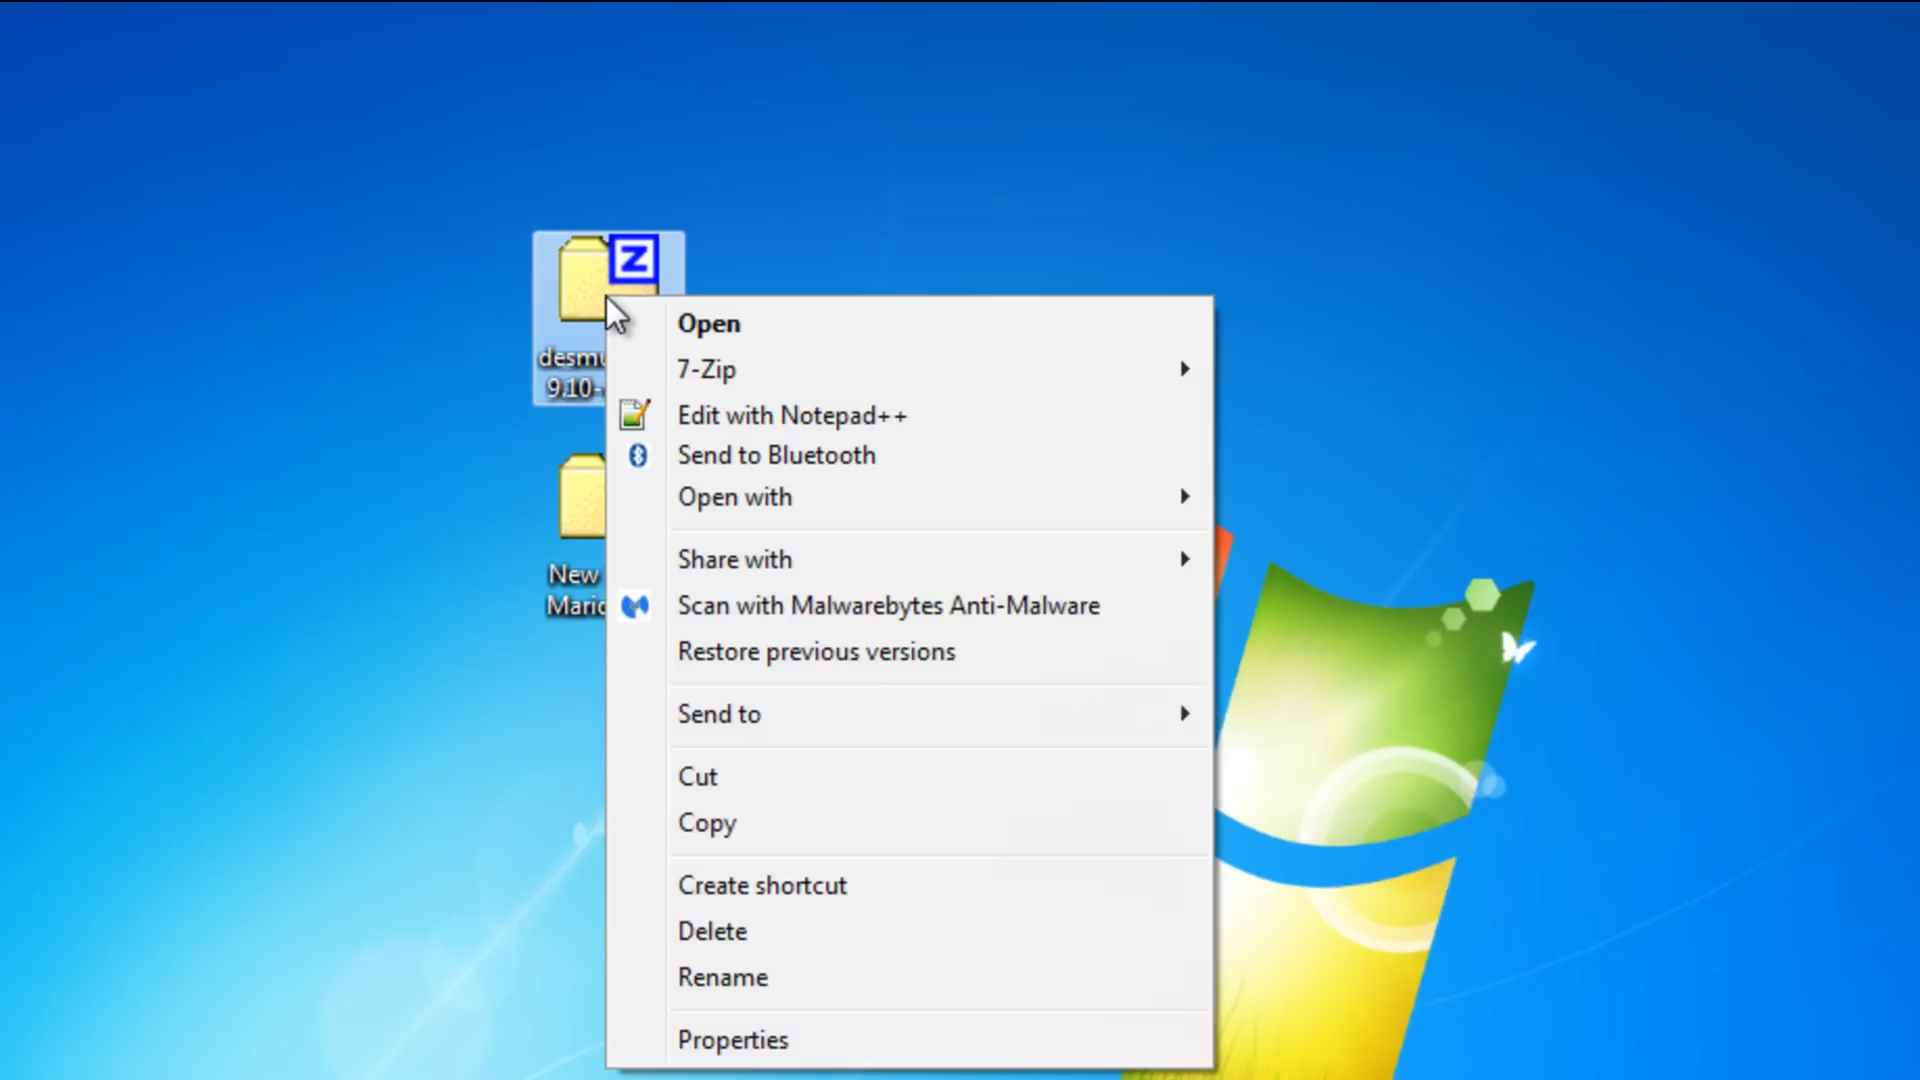 Z
desmu
9.10-
New
Mario
Open
7-Zip
Edit with Notepad++
Send to Bluetooth
Open with
Share with
Scan with Malwarebytes Anti-Malware
Restore previous versions
Send to
Cut
Copy
Create shortcut
Delete
Rename
Properties